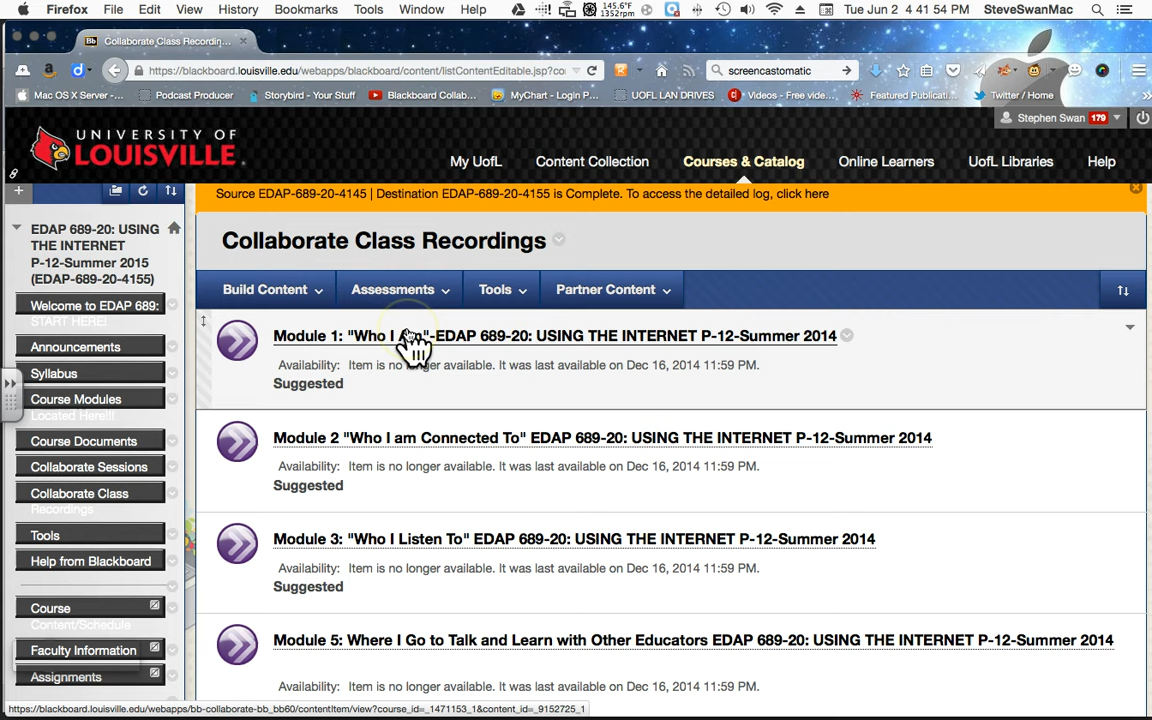 Firefox File Edit View History Bookmarks Tools Window Help 145.6°F 1352rpm Tue Jun 2 4:41:54 PM SteveSwanMac
Bb Collaborate Class Recordin...
https://blackboard.louisville.edu/webapps/blackboard/content/listContentEditable.jsp?co screencastomatic
Mac OS X Server -... Podcast Producer Storybird - Your Stuff Blackboard Collab... MyChart - Login P... UOFL LAN DRIVES Videos - Free vide... Featured Publicati... Twitter / Home
Stephen Swan 179
UNIVERSITY OF
LOUISVILLE.
My UofL Content Collection Courses & Catalog Online Learners UofL Libraries Help
Source EDAP-689-20-4145 | Destination EDAP-689-20-4155 is Complete. To access the detailed log, click here
EDAP 689-20: USING
THE INTERNET
P-12-Summer 2015
(EDAP-689-20-4155)
Welcome to EDAP 689:
START HERE!
Announcements
Syllabus
Course Modules
Located Here!!!
Course Documents
Collaborate Sessions
Collaborate Class
Recordings
Tools
Help from Blackboard
Course
Content/Schedule
Faculty Information
Assignments
Collaborate Class Recordings
Build Content Assessments Tools Partner Content
Module 1: "Who I "-EDAP 689-20: USING THE INTERNET P-12-Summer 2014
Availability: Item is no longer available. It was last available on Dec 16, 2014 11:59 PM.
Suggested
Module 2 "Who I am Connected To" EDAP 689-20: USING THE INTERNET P-12-Summer 2014
Availability: Item is no longer available. It was last available on Dec 16, 2014 11:59 PM.
Suggested
Module 3: "Who I Listen To" EDAP 689-20: USING THE INTERNET P-12-Summer 2014
Availability: Item is no longer available. It was last available on Dec 16, 2014 11:59 PM.
Suggested
Module 5: Where I Go to Talk and Learn with Other Educators EDAP 689-20: USING THE INTERNET P-12-Summer 2014
Availability: Item is no longer available. It was last available on Dec 16, 2014 11:59 PM.
https://blackboard.louisville.edu/webapps/bb-collaborate-bb_bb60/contentItem/view?course_id=_1471153_1&content_id=_9152725_1